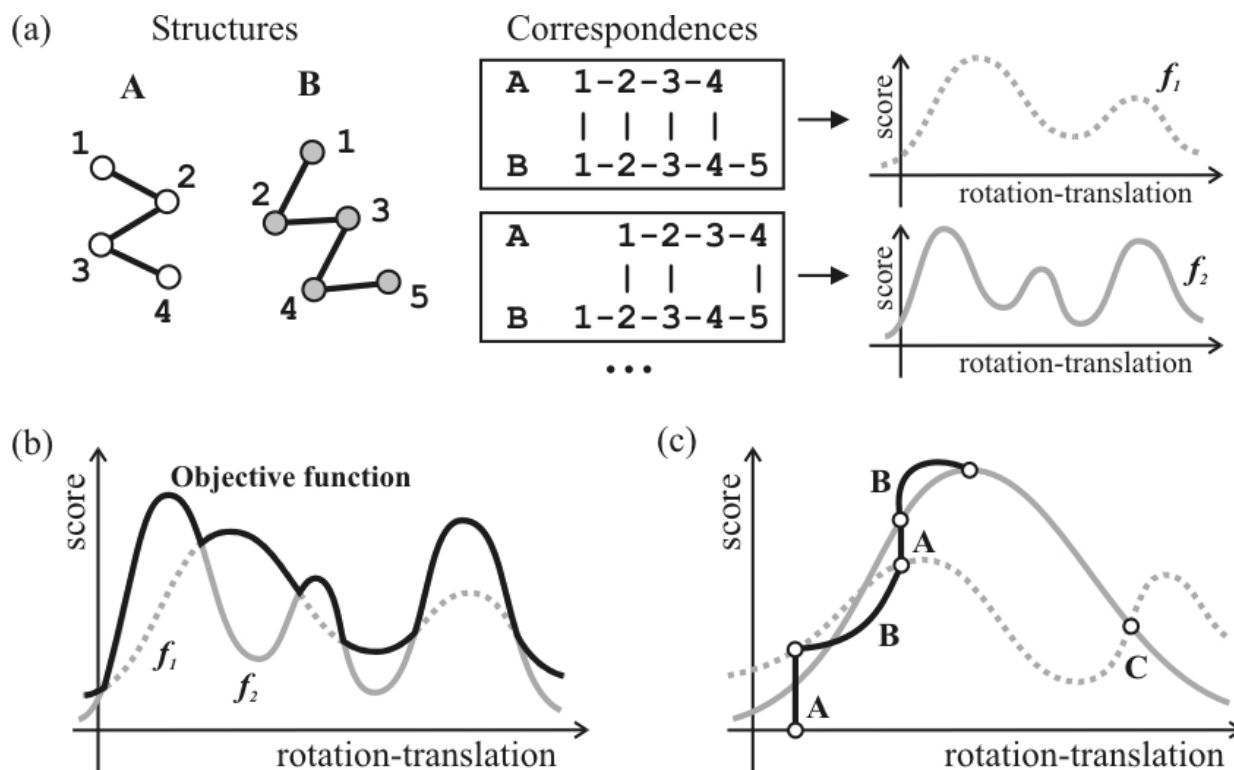 (a) Structures Correspondences
A B
1
2
3
4
1
2
3
4
5
A 1-2-3-4
| | | |
B 1-2-3-4-5
A 1-2-3-4
| | |
B 1-2-3-4-5
...
score
f₁
rotation-translation
score
f₂
rotation-translation
(b)
score
Objective function
f₁
f₂
rotation-translation
(c)
score
B
A
B
A
C
rotation-translation